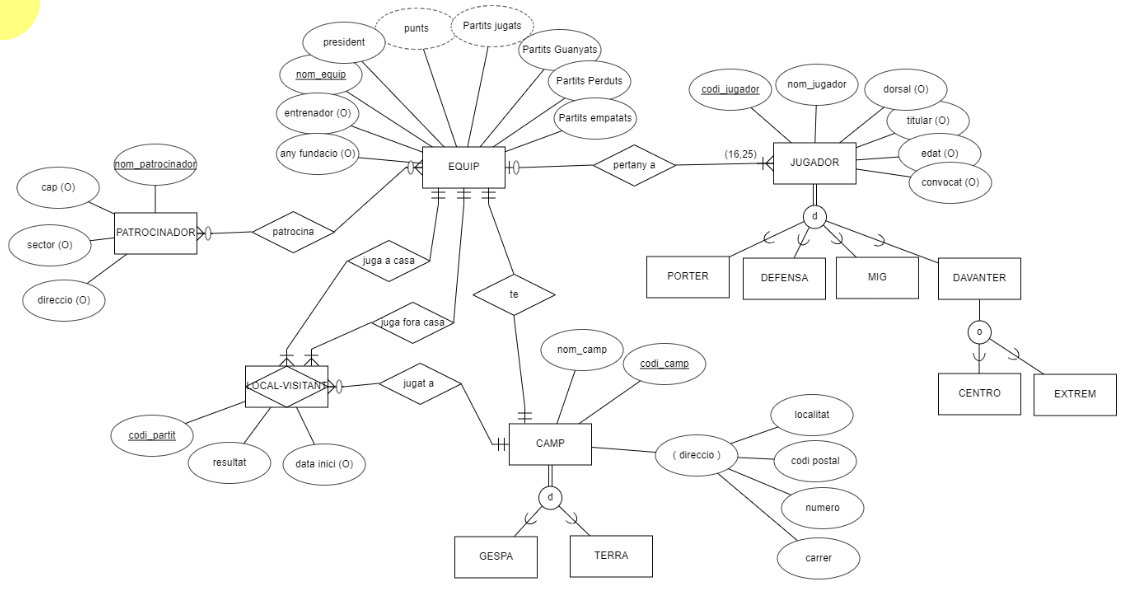 punts
Partits jugats
president
Partits Guanyats
nom_equip
Partits Perduts
entrenador (O)
Partits empatats
any fundacio (O)
EQUIP
codi_jugador
nom_jugador
dorsal (O)
titular (O)
edat (O)
convocat (O)
(16,25)
JUGADOR
pertany a
nom_patrocinador
cap (O)
PATROCINADOR
sector (O)
direccio (O)
patrocina
d
PORTER
DEFENSA
MIG
DAVANTER
o
CENTRO
EXTREM
juga a casa
juga fora casa
te
LOCAL-VISITANT
jugat a
codi_partit
resultat
data inici (O)
nom_camp
codi_camp
CAMP
( direccio )
localitat
codi postal
numero
carrer
d
GESPA
TERRA